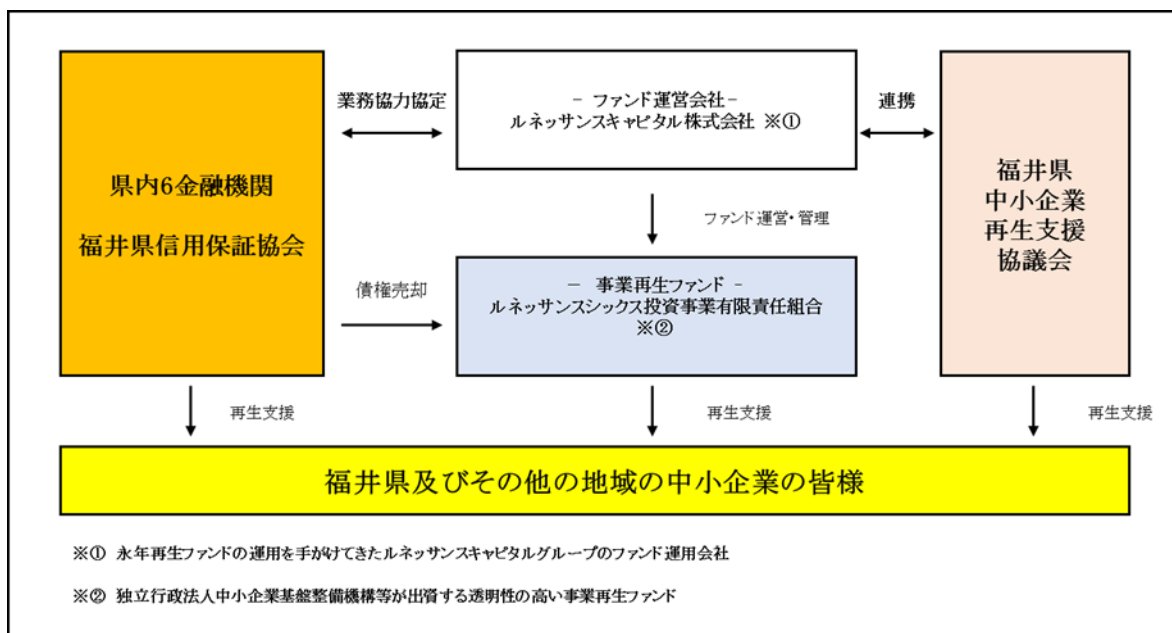 業務協力協定
－ ファンド運営会社－
ルネッサンスキャピタル株式会社 ※①
連携
県内6金融機関
福井県信用保証協会
福井県
中小企業
再生支援
協議会
ファンド運営・管理
債権売却
－ 事業再生ファンド －
ルネッサンスシックス投資事業有限責任組合
※②
再生支援
再生支援
再生支援
福井県及びその他の地域の中小企業の皆様
※① 永年再生ファンドの運用を手がけてきたルネッサンスキャピタルグループのファンド運用会社
※② 独立行政法人中小企業基盤整備機構等が出資する透明性の高い事業再生ファンド